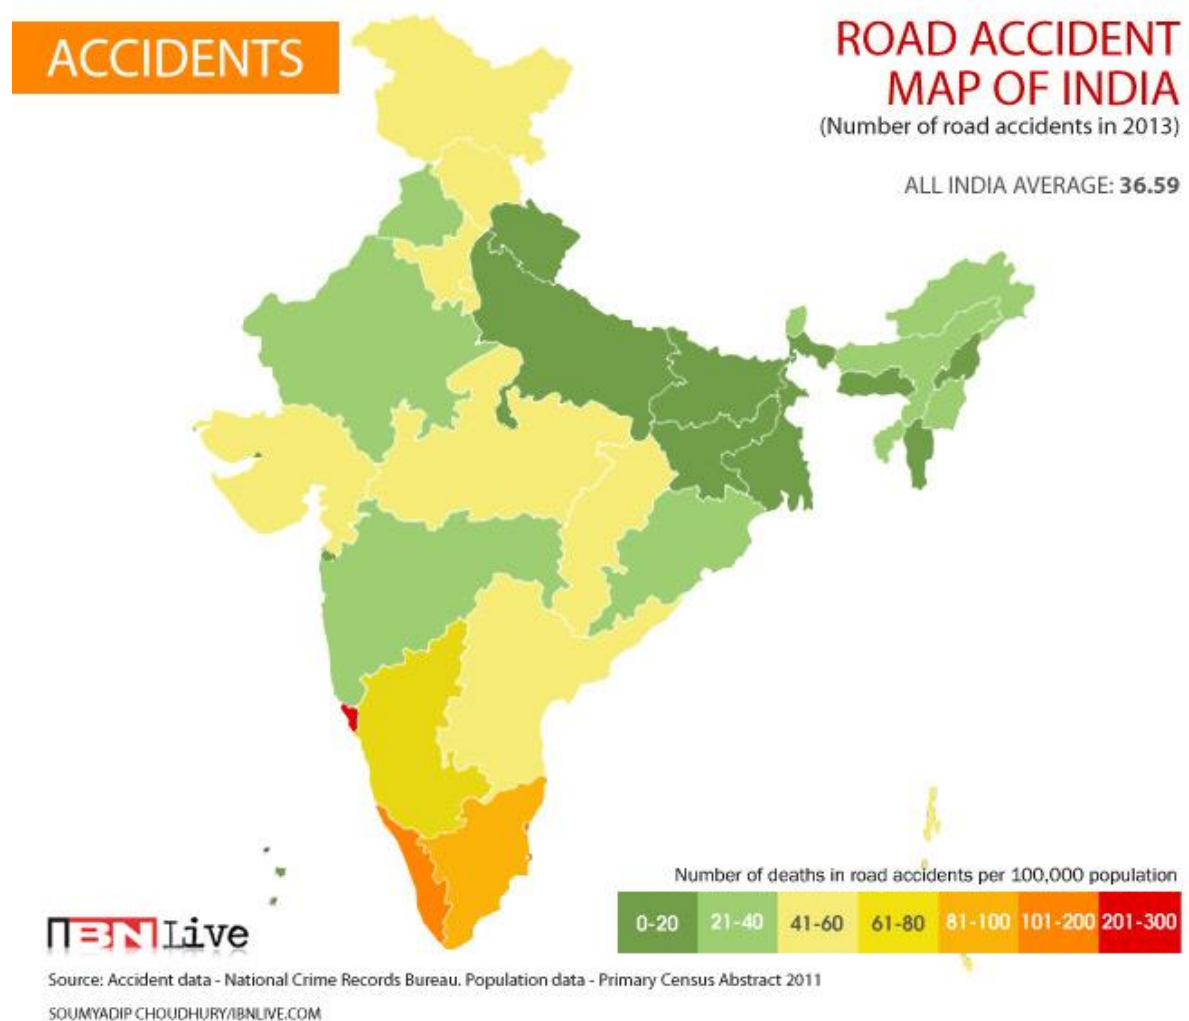 ACCIDENTS
ROAD ACCIDENT
MAP OF INDIA
(Number of road accidents in 2013)
ALL INDIA AVERAGE: 36.59
Number of deaths in road accidents per 100,000 population
0-20 21-40 41-60 61-80 81-100 101-200 201-300
IBN Live
Source: Accident data - National Crime Records Bureau. Population data - Primary Census Abstract 2011
SOUMYADIP CHOUDHURY/IBNLIVE.COM